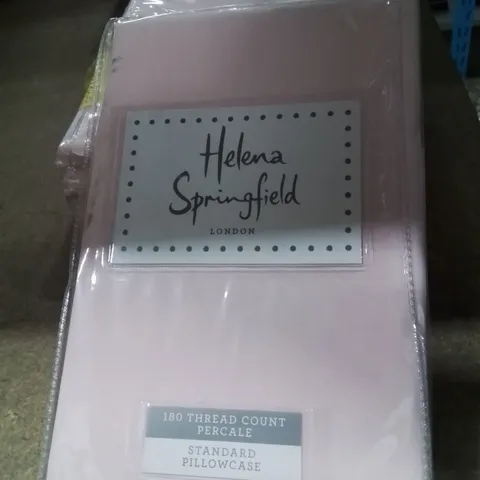 Helena
Springfield
LONDON
180 THREAD COUNT
PERCALE
STANDARD
PILLOWCASE